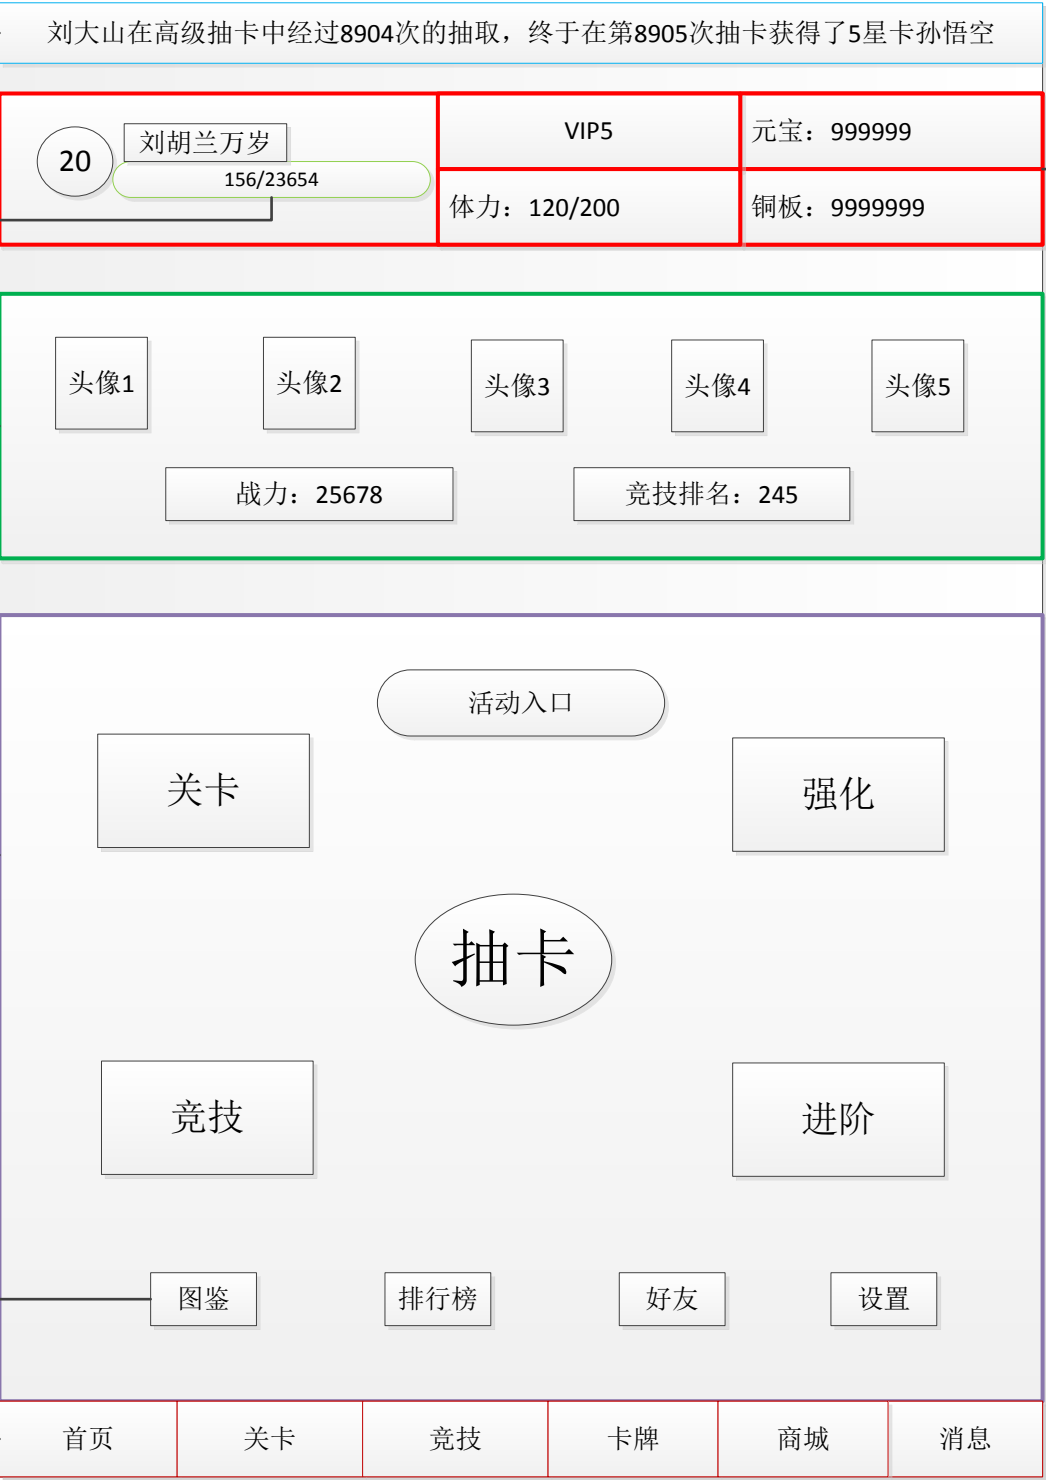 刘大山在高级抽卡中经过8904次的抽取，终于在第8905次抽卡获得了5星卡孙悟空
20
刘胡兰万岁
156/23654
VIP5
元宝：999999
体力：120/200
铜板：9999999
头像1
头像2
头像3
头像4
头像5
战力：25678
竞技排名：245
活动入口
关卡
强化
抽卡
竞技
进阶
图鉴
排行榜
好友
设置
首页
关卡
竞技
卡牌
商城
消息